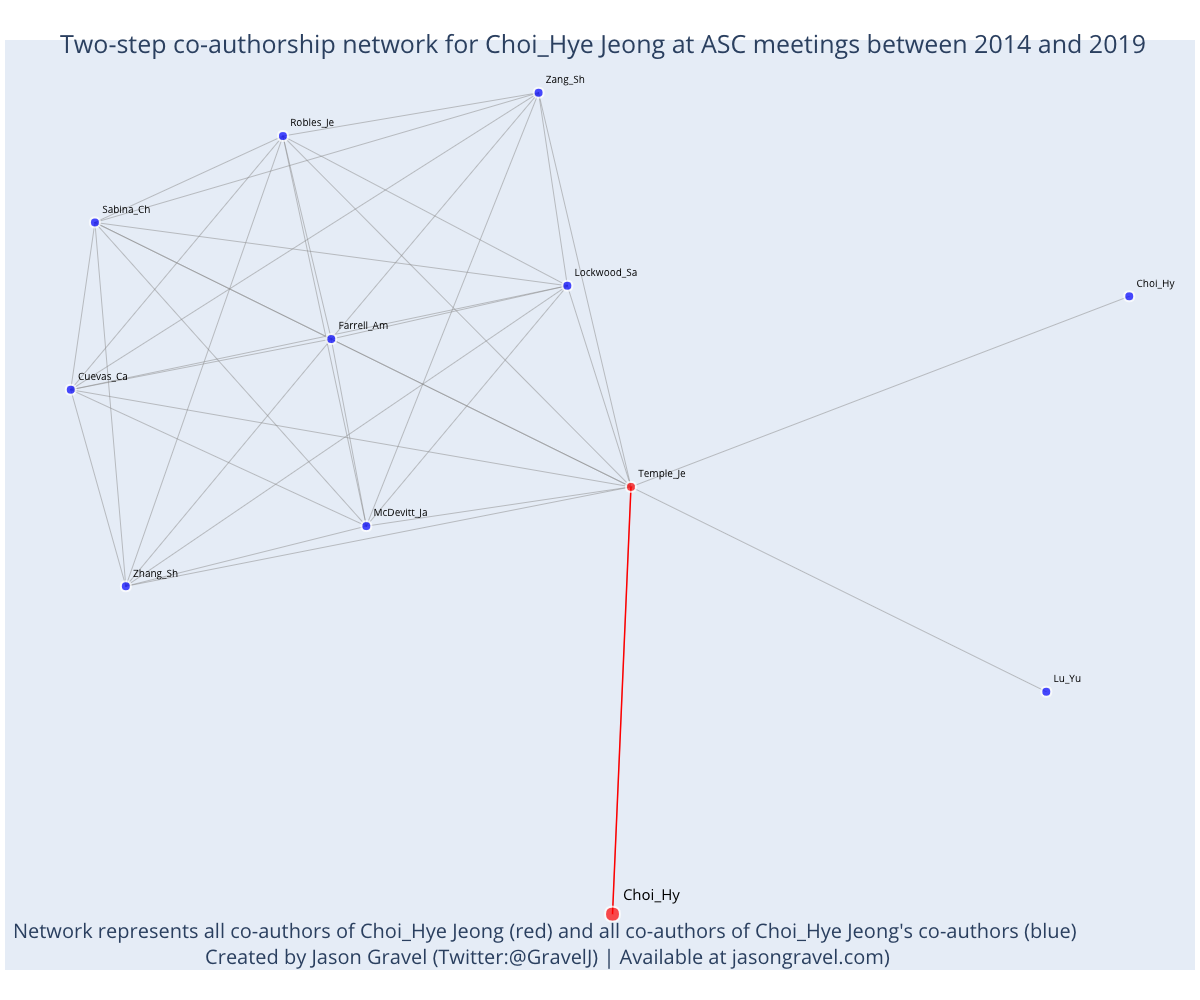 Two-step co-authorship network for Choi_Hye Jeong at ASC meetings between 2014 and 2019
Zang_Sh
Robles_Je
Sabina_Ch
Lockwood_Sa
Choi_Hy
Farrell_Am
Cuevas_Ca
Temple_Je
McDevitt_Ja
Zhang_Sh
Lu_Yu
Choi_Hy
Network represents all co-authors of Choi_Hye Jeong (red) and all co-authors of Choi_Hye Jeong's co-authors (blue)
Created by Jason Gravel (Twitter:@GravelJ) | Available at jasongravel.com)